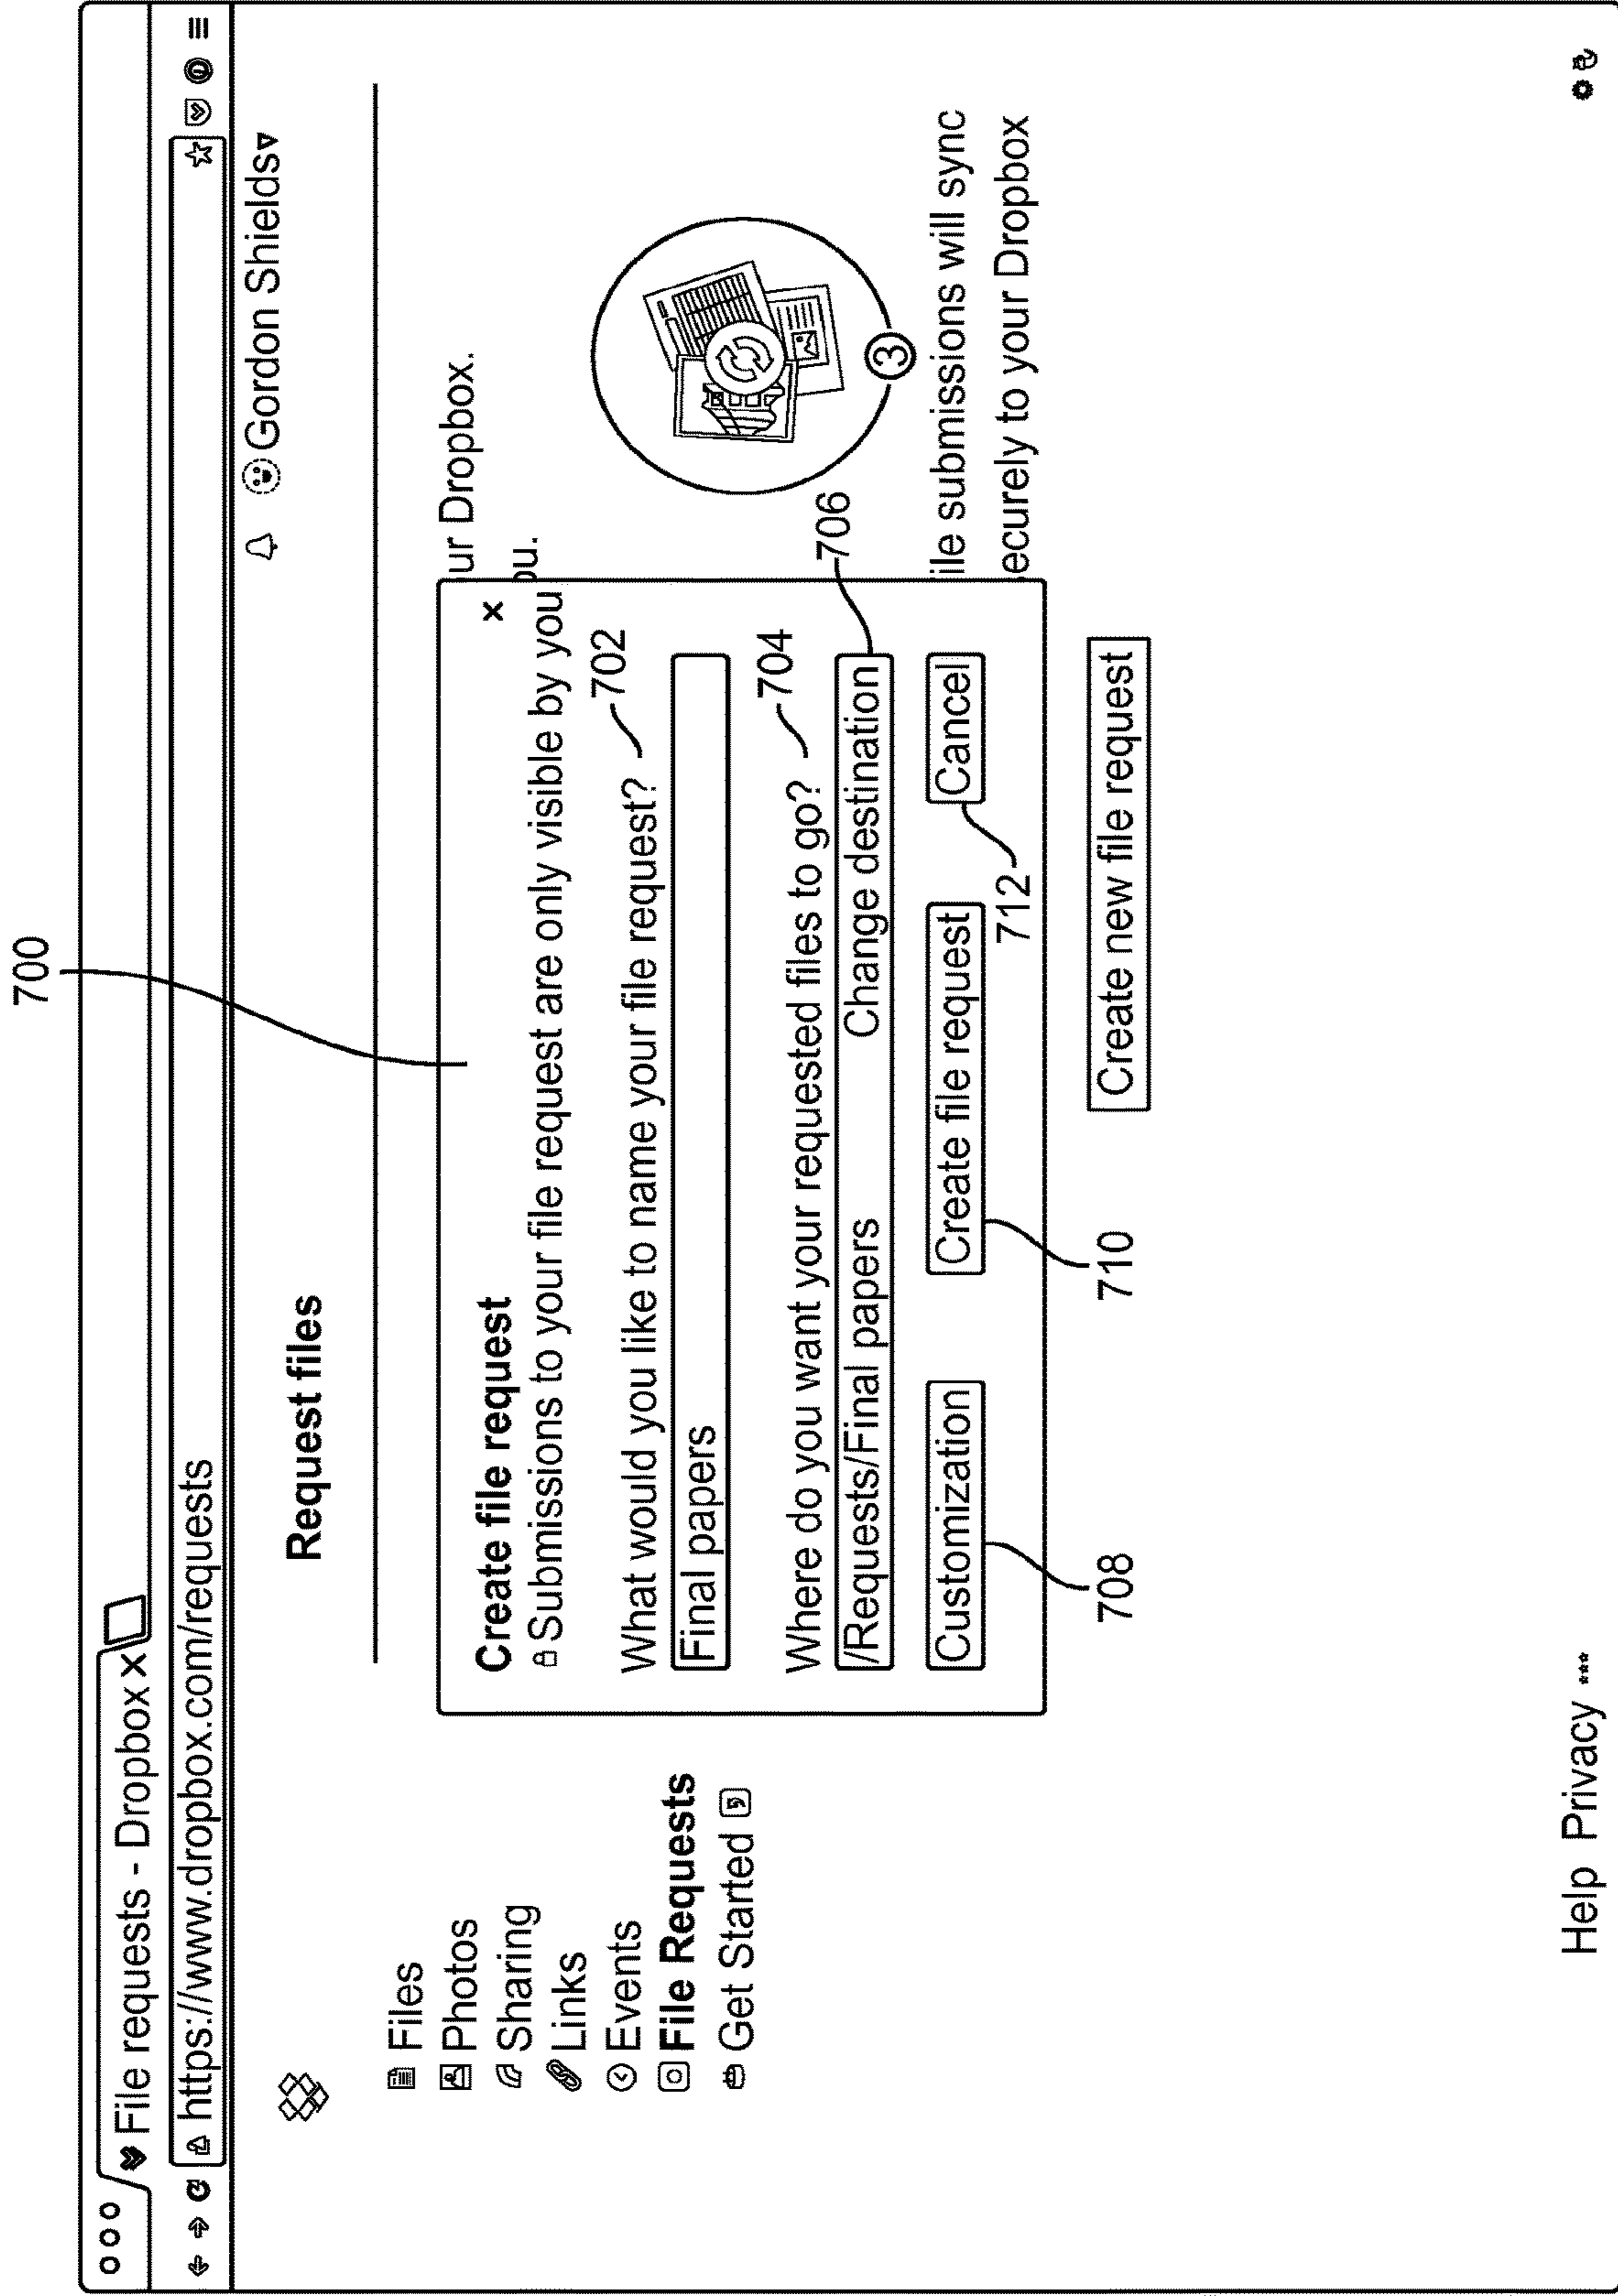 700
File requests - Dropbox X
https://www.dropbox.com/requests
Gordon Shields
Request files
Files
Photos
Sharing
Links
Events
File Requests
Get Started
ur Dropbox.
ou.
Create file request
x
Submissions to your file request are only visible by you
What would you like to name your file request?
702
Final papers
Where do you want your requested files to go?
704
/Requests/Final papers
Change destination
706
Customization
Create file request
Cancel
708
710
712
3
ile submissions will sync
ecurely to your Dropbox
Create new file request
Help Privacy •••